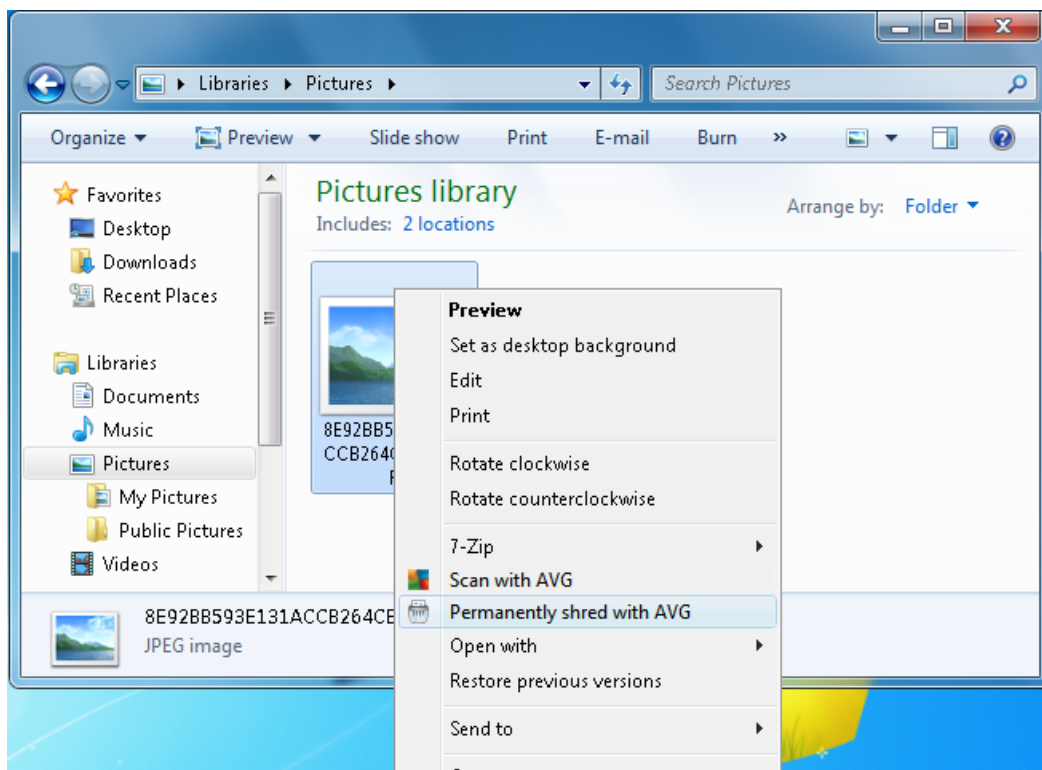 Libraries Pictures
Search Pictures
Organize Preview Slide show Print E-mail Burn »
Favorites
Desktop
Downloads
Recent Places
Libraries
Documents
Music
Pictures
My Pictures
Public Pictures
Videos
Pictures library
Includes: 2 locations
Arrange by: Folder
8E92BB5
CCB264
Preview
Set as desktop background
Edit
Print
Rotate clockwise
Rotate counterclockwise
7-Zip
Scan with AVG
Permanently shred with AVG
Open with
Restore previous versions
Send to
8E92BB593E131ACCB264CE
JPEG image